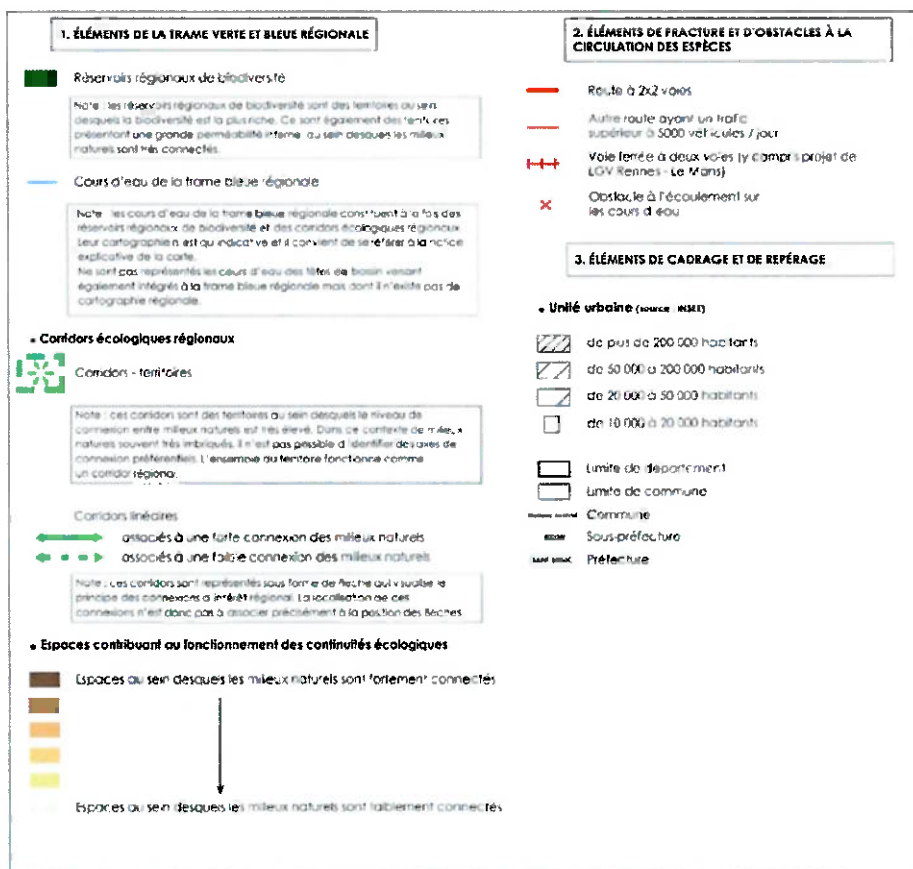 1. ÉLÉMENTS DE LA TRAME VERTE ET BLEUE RÉGIONALE
Réservoirs régionaux de biodiversité
Note : les réservoirs régionaux de biodiversité sont des territoires au sein
desquels la biodiversité est la plus riche. Ce sont également des territoires
présentant une grande perméabilité interne, au sein desquels les milieux
naturels sont très connectés.
Cours d'eau de la trame bleue régionale
Note : les cours d'eau de la trame bleue régionale constituent à la fois des
réservoirs régionaux de biodiversité et des corridors écologiques régionaux.
Leur cartographie n'est qu'indicative et il convient de se référer à la notice
explicative de la carte.
Ne sont pas représentés les cours d'eau des têtes de bassin versant
également intégrés à la trame bleue régionale mais dont il n'existe pas de
cartographie régionale.
• Corridors écologiques régionaux
Corridors - territoires
Note : ces corridors sont des territoires au sein desquels le niveau de
connexion entre milieux naturels est très élevé. Dans ce contexte de milieux
naturels souvent très imbriqués, il n'est pas possible d'identifier des axes de
connexion préférentiels. L'ensemble du territoire fonctionne comme
un corridor régional.
Corridors linéaires
associés à une forte connexion des milieux naturels
associés à une faible connexion des milieux naturels
Note : ces corridors sont représentés sous forme de flèche qui visualise le
principe des connexions d'intérêt régional. La localisation de ces
connexions n'est donc pas à associer précisément à la position des flèches
• Espaces contribuant au fonctionnement des continuités écologiques
Espaces au sein desquels les milieux naturels sont fortement connectés
Espaces au sein desquels les milieux naturels sont faiblement connectés
2. ÉLÉMENTS DE FRACTURE ET D'OBSTACLES À LA
CIRCULATION DES ESPÈCES
Route à 2x2 voies
Autre route ayant un trafic
supérieur à 5000 véhicules / jour
Voie ferrée à deux voies (y compris projet de
LGV Rennes - Le Mans)
Obstacle à l'écoulement sur
les cours d'eau
3. ÉLÉMENTS DE CADRAGE ET DE REPÉRAGE
• Unité urbaine (source : INSEE)
de plus de 200 000 habitants
de 50 000 à 200 000 habitants
de 20 000 à 50 000 habitants
de 10 000 à 20 000 habitants
Limite de département
Limite de commune
Commune
Sous-préfecture
Préfecture